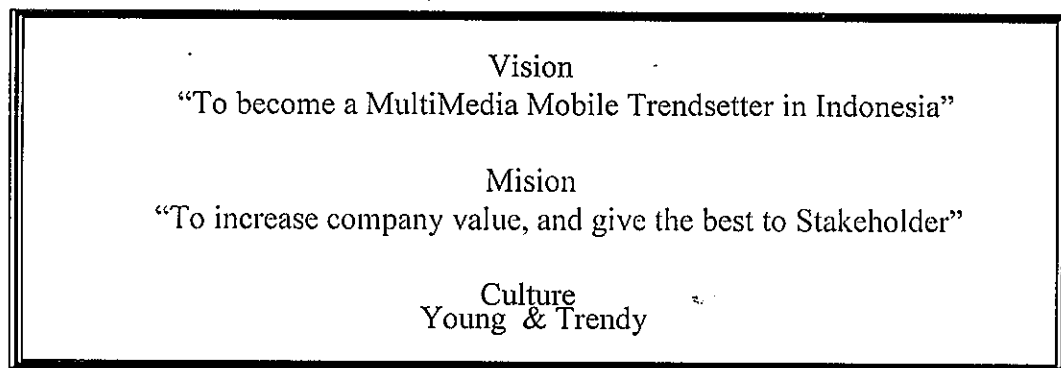 Vision
“To become a MultiMedia Mobile Trendsetter in Indonesia”
Mision
“To increase company value, and give the best to Stakeholder”
Culture
Young & Trendy